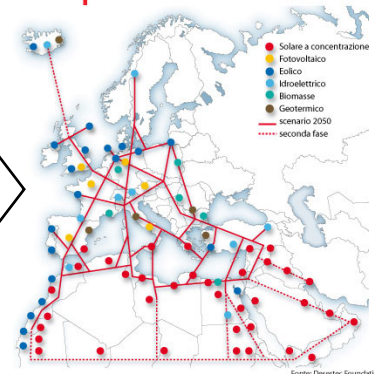 Solare a concentrazione
Fotovoltaico
Eolico
Idroelettrico
Biomasse
Geotermico
scenario 2050
seconda fase